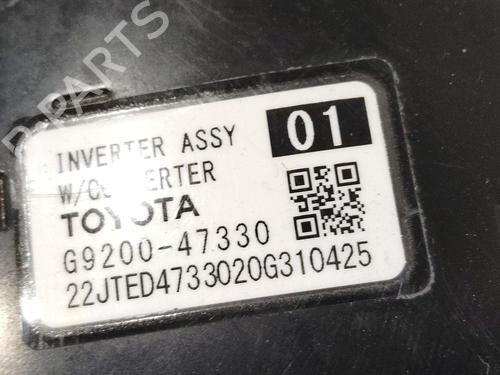 B-PARTS
01
INVERTER ASSY
W/CONVERTER
TOYOTA
G9200-47330
22JTED4733020G310425